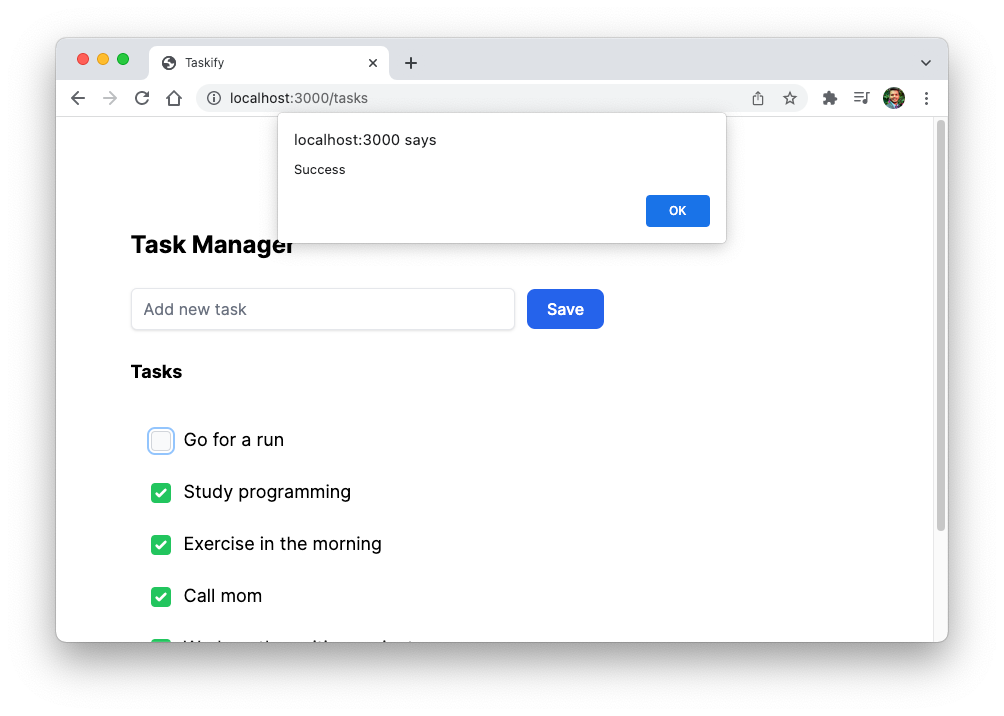 Taskify
localhost:3000/tasks
localhost:3000 says
Success
OK
Task Manager
Add new task
Save
Tasks
Go for a run
Study programming
Exercise in the morning
Call mom